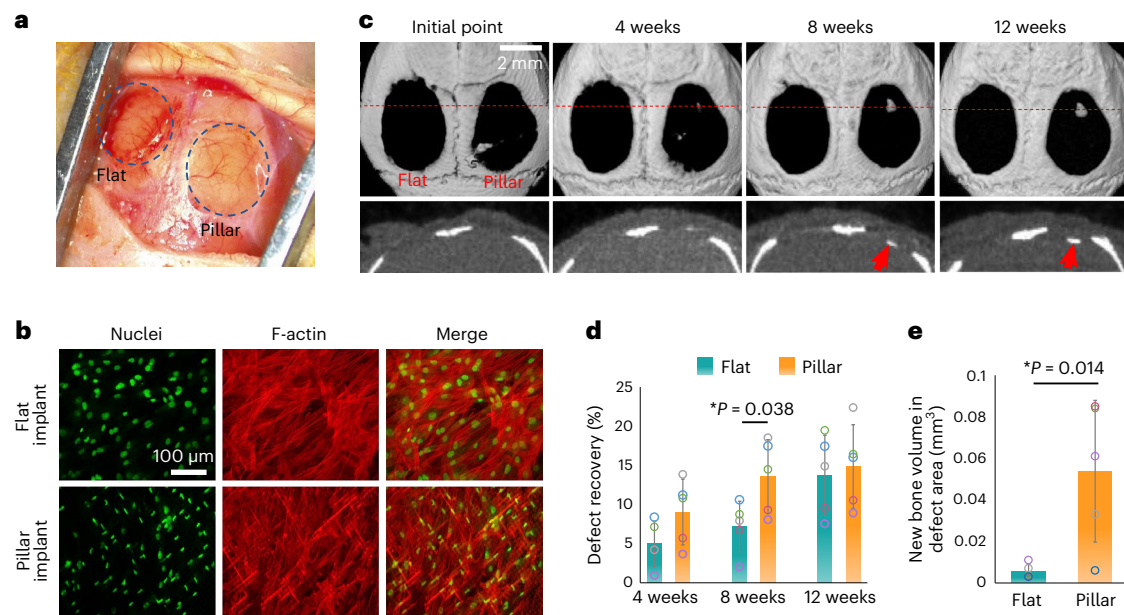 a
Flat
Pillar
b
Nuclei
F-actin
Merge
Flat
implant
100 µm
Pillar
implant
c
Initial point
4 weeks
8 weeks
12 weeks
2 mm
Flat
Pillar
d
Flat
Pillar
Defect recovery (%)
25
20
15
10
5
0
*P = 0.038
4 weeks
8 weeks
12 weeks
e
*P = 0.014
New bone volume in
defect area (mm³)
0.1
0.08
0.06
0.04
0.02
0
Flat
Pillar